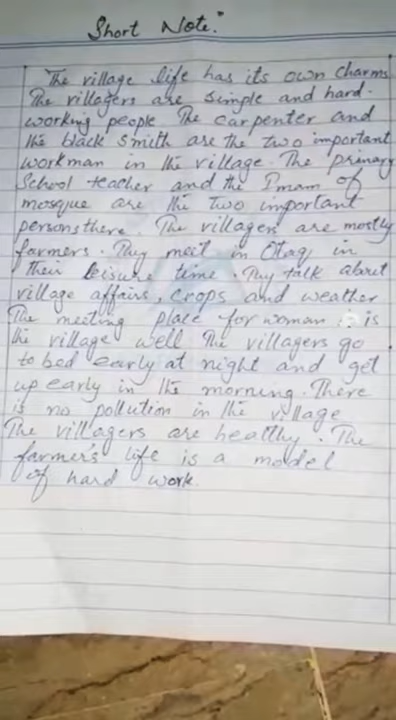 Short Note:
The village life has its own charms
The villagers are simple and hard.
working people The carpenter and
the black smith are the two important
workman in the village. The primary
School teacher and the Imam of
mosque are the two important
persons there. The villagers are mostly
farmers. They meet in Otaq in
their leisure time. They talk about
village affairs, crops and weather
The meeting place for woman is
the village well The villagers go
to bed early at night and get
up early in the morning. There
is no pollution in the village
The villagers are healthy. The
farmer's life is a model
of hard work.